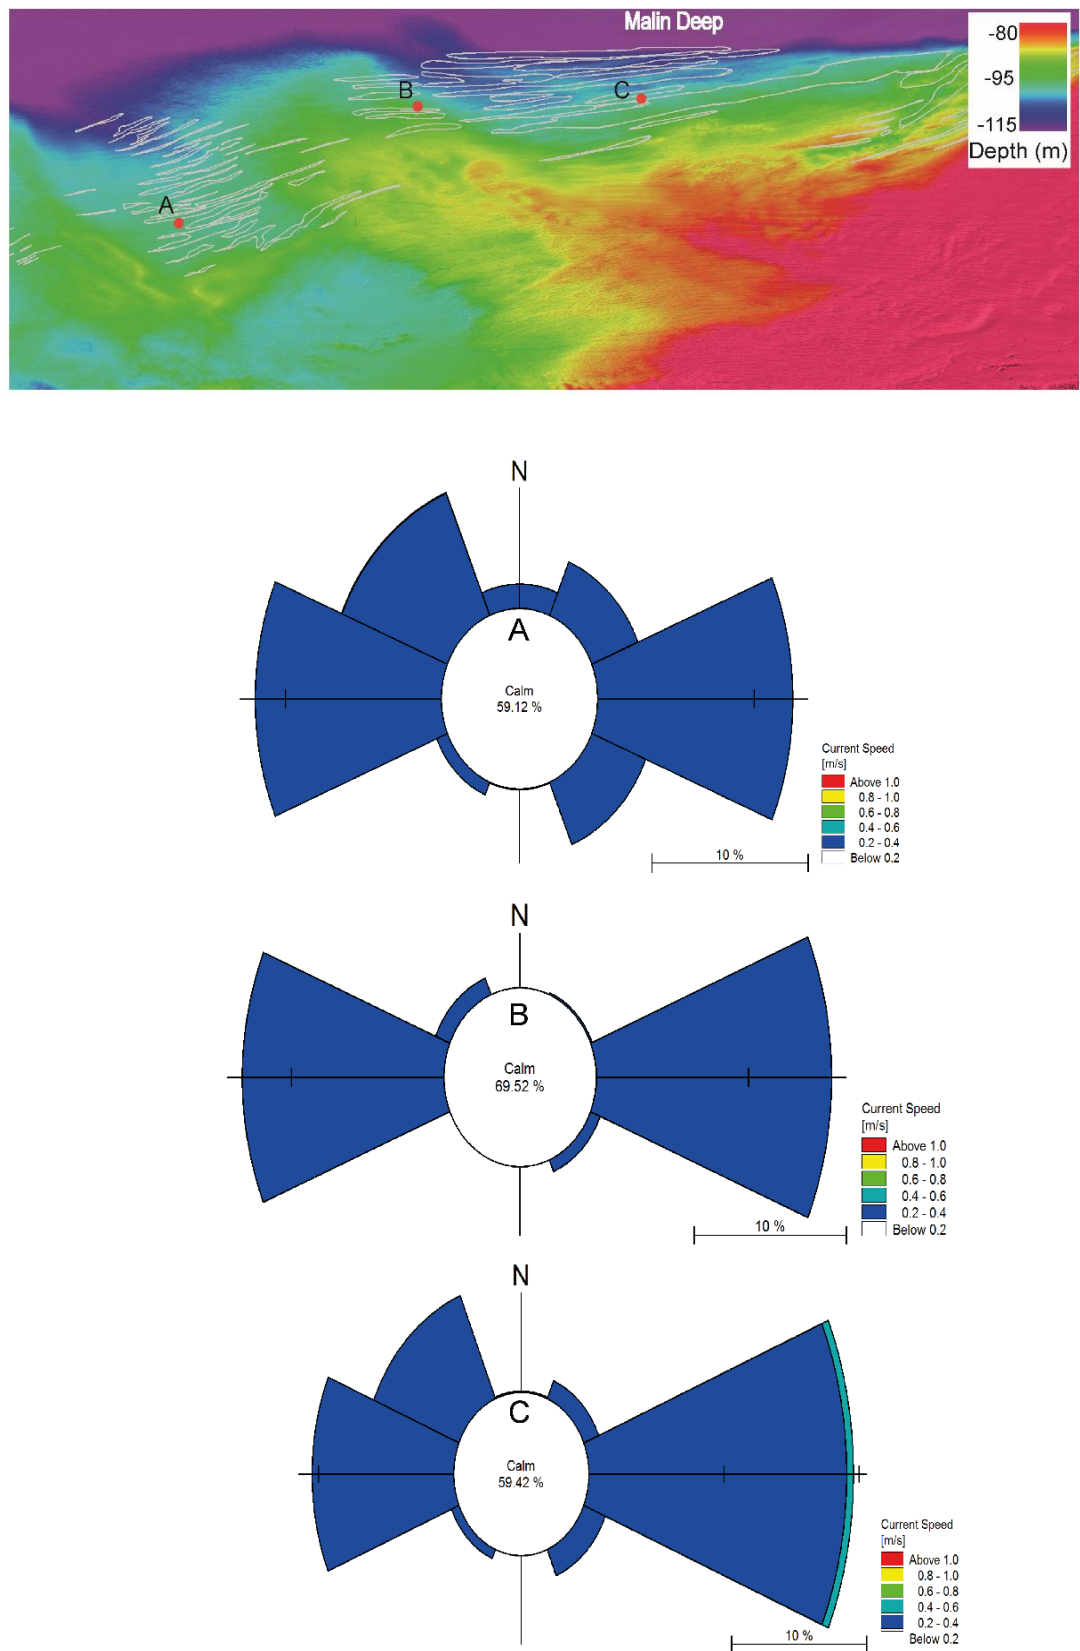 Malin Deep
-80
-95
-115
Depth (m)
A
B
C
N
A
Calm
59.12 %
Current Speed
[m/s]
Above 1.0
0.8 - 1.0
0.6 - 0.8
0.4 - 0.6
0.2 - 0.4
Below 0.2
10 %
N
B
Calm
69.52 %
Current Speed
[m/s]
Above 1.0
0.8 - 1.0
0.6 - 0.8
0.4 - 0.6
0.2 - 0.4
Below 0.2
10 %
N
C
Calm
59.42 %
Current Speed
[m/s]
Above 1.0
0.8 - 1.0
0.6 - 0.8
0.4 - 0.6
0.2 - 0.4
Below 0.2
10 %